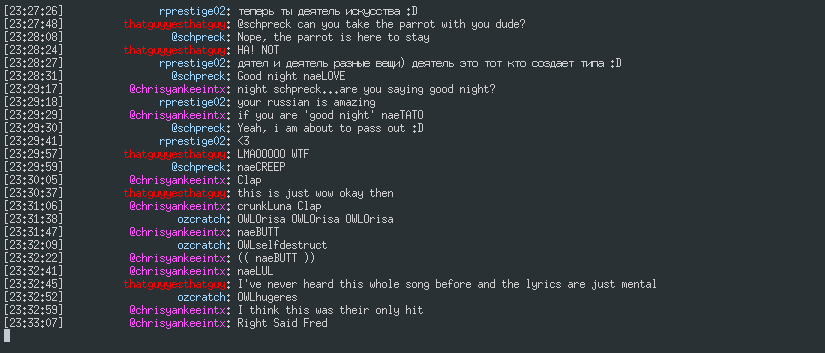 [23:27:26] rprestige02: теперь ты деятель искусства :D
[23:27:48] thatguyyesthatguy: @schpreck can you take the parrot with you dude?
[23:28:08] @schpreck: Nope, the parrot is here to stay
[23:28:24] thatguyyesthatguy: HA! NOT
[23:28:27] rprestige02: дятел и деятель разные вещи) деятель это тот кто создает типа :D
[23:28:31] @schpreck: Good night naeLOVE
[23:29:17] @chrisyankeeintx: night schpreck...are you saying good night?
[23:29:18] rprestige02: your russian is amazing
[23:29:29] @chrisyankeeintx: if you are 'good night' naeTATO
[23:29:30] @schpreck: Yeah, i am about to pass out :D
[23:29:41] rprestige02: <3
[23:29:57] thatguyyesthatguy: LMAOOOOO WTF
[23:29:59] @schpreck: naeCREEP
[23:30:05] @chrisyankeeintx: Clap
[23:30:37] thatguyyesthatguy: this is just wow okay then
[23:31:06] @chrisyankeeintx: crunkLuna Clap
[23:31:38] ozcratch: OWLOrisa OWLOrisa OWLOrisa
[23:31:47] @chrisyankeeintx: naeBUTT
[23:32:09] ozcratch: OWLselfdestruct
[23:32:22] @chrisyankeeintx: (( naeBUTT ))
[23:32:41] @chrisyankeeintx: naeLUL
[23:32:45] thatguyyesthatguy: I've never heard this whole song before and the lyrics are just mental
[23:32:52] ozcratch: OWLhugeres
[23:32:59] @chrisyankeeintx: I think this was their only hit
[23:33:07] @chrisyankeeintx: Right Said Fred